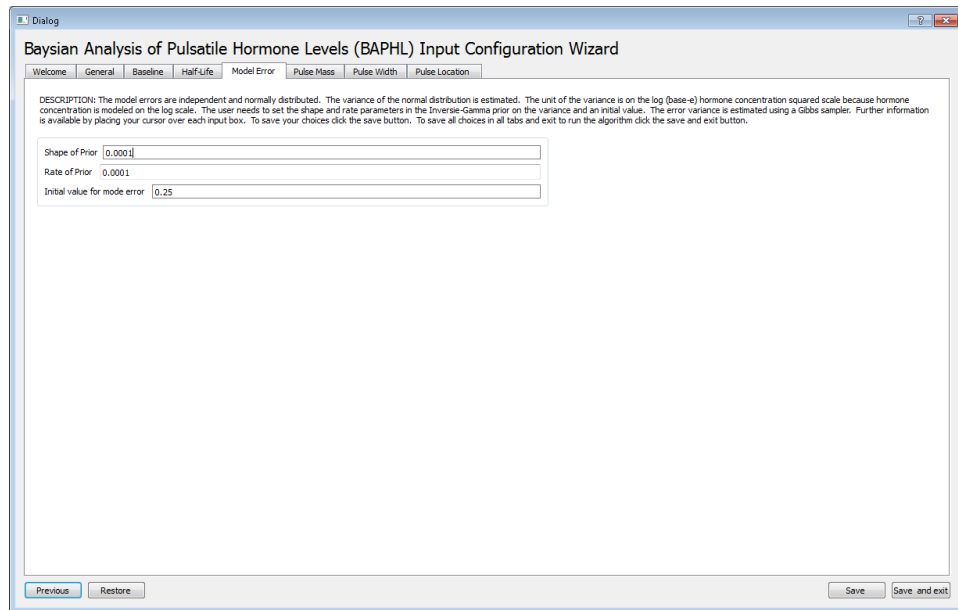 Dialog
Baysian Analysis of Pulsatile Hormone Levels (BAPHL) Input Configuration Wizard
Welcome General Baseline Half-Life Model Error Pulse Mass Pulse Width Pulse Location
DESCRIPTION: The model errors are independent and normally distributed. The variance of the normal distribution is estimated. The unit of the variance is on the log (base-e) hormone concentration squared scale because hormone
concentration is modeled on the log scale. The user needs to set the shape and rate parameters in the Inversie-Gamma prior on the variance and an initial value. The error variance is estimated using a Gibbs sampler. Further information
is available by placing your cursor over each input box. To save your choices click the save button. To save all choices in all tabs and exit to run the algorithm click the save and exit button.
Shape of Prior 0.0001
Rate of Prior 0.0001
Initial value for mode error 0.25
Previous Restore Save Save and exit